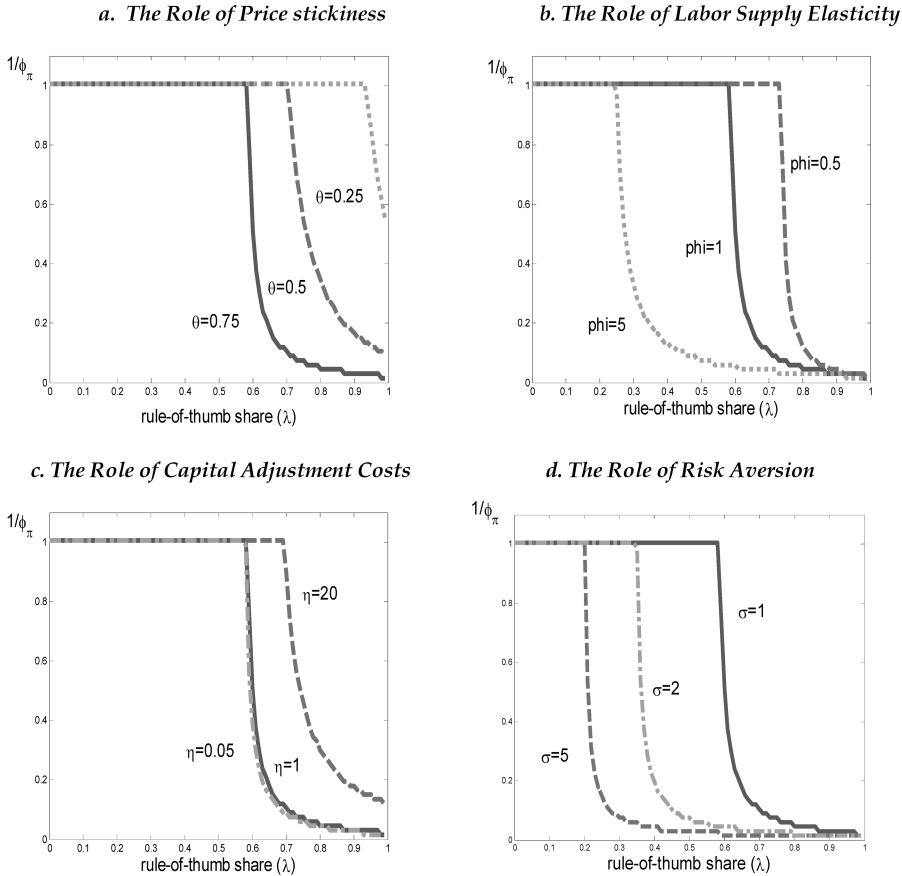 a. The Role of Price stickiness
1/ϕπ
1
0.8
0.6
0.4
0.2
0
θ=0.25
θ=0.5
θ=0.75
0 0.1 0.2 0.3 0.4 0.5 0.6 0.7 0.8 0.9 1
rule-of-thumb share (λ)
b. The Role of Labor Supply Elasticity
1/ϕπ
1
0.8
0.6
0.4
0.2
0
phi=0.5
phi=1
phi=5
0 0.1 0.2 0.3 0.4 0.5 0.6 0.7 0.8 0.9 1
rule-of-thumb share (λ)
c. The Role of Capital Adjustment Costs
1/ϕπ
1
0.8
0.6
0.4
0.2
0
η=20
η=0.05
η=1
0 0.1 0.2 0.3 0.4 0.5 0.6 0.7 0.8 0.9 1
rule-of-thumb share (λ)
d. The Role of Risk Aversion
1/ϕπ
1
0.8
0.6
0.4
0.2
0
σ=1
σ=2
σ=5
0 0.1 0.2 0.3 0.4 0.5 0.6 0.7 0.8 0.9 1
rule-of-thumb share (λ)